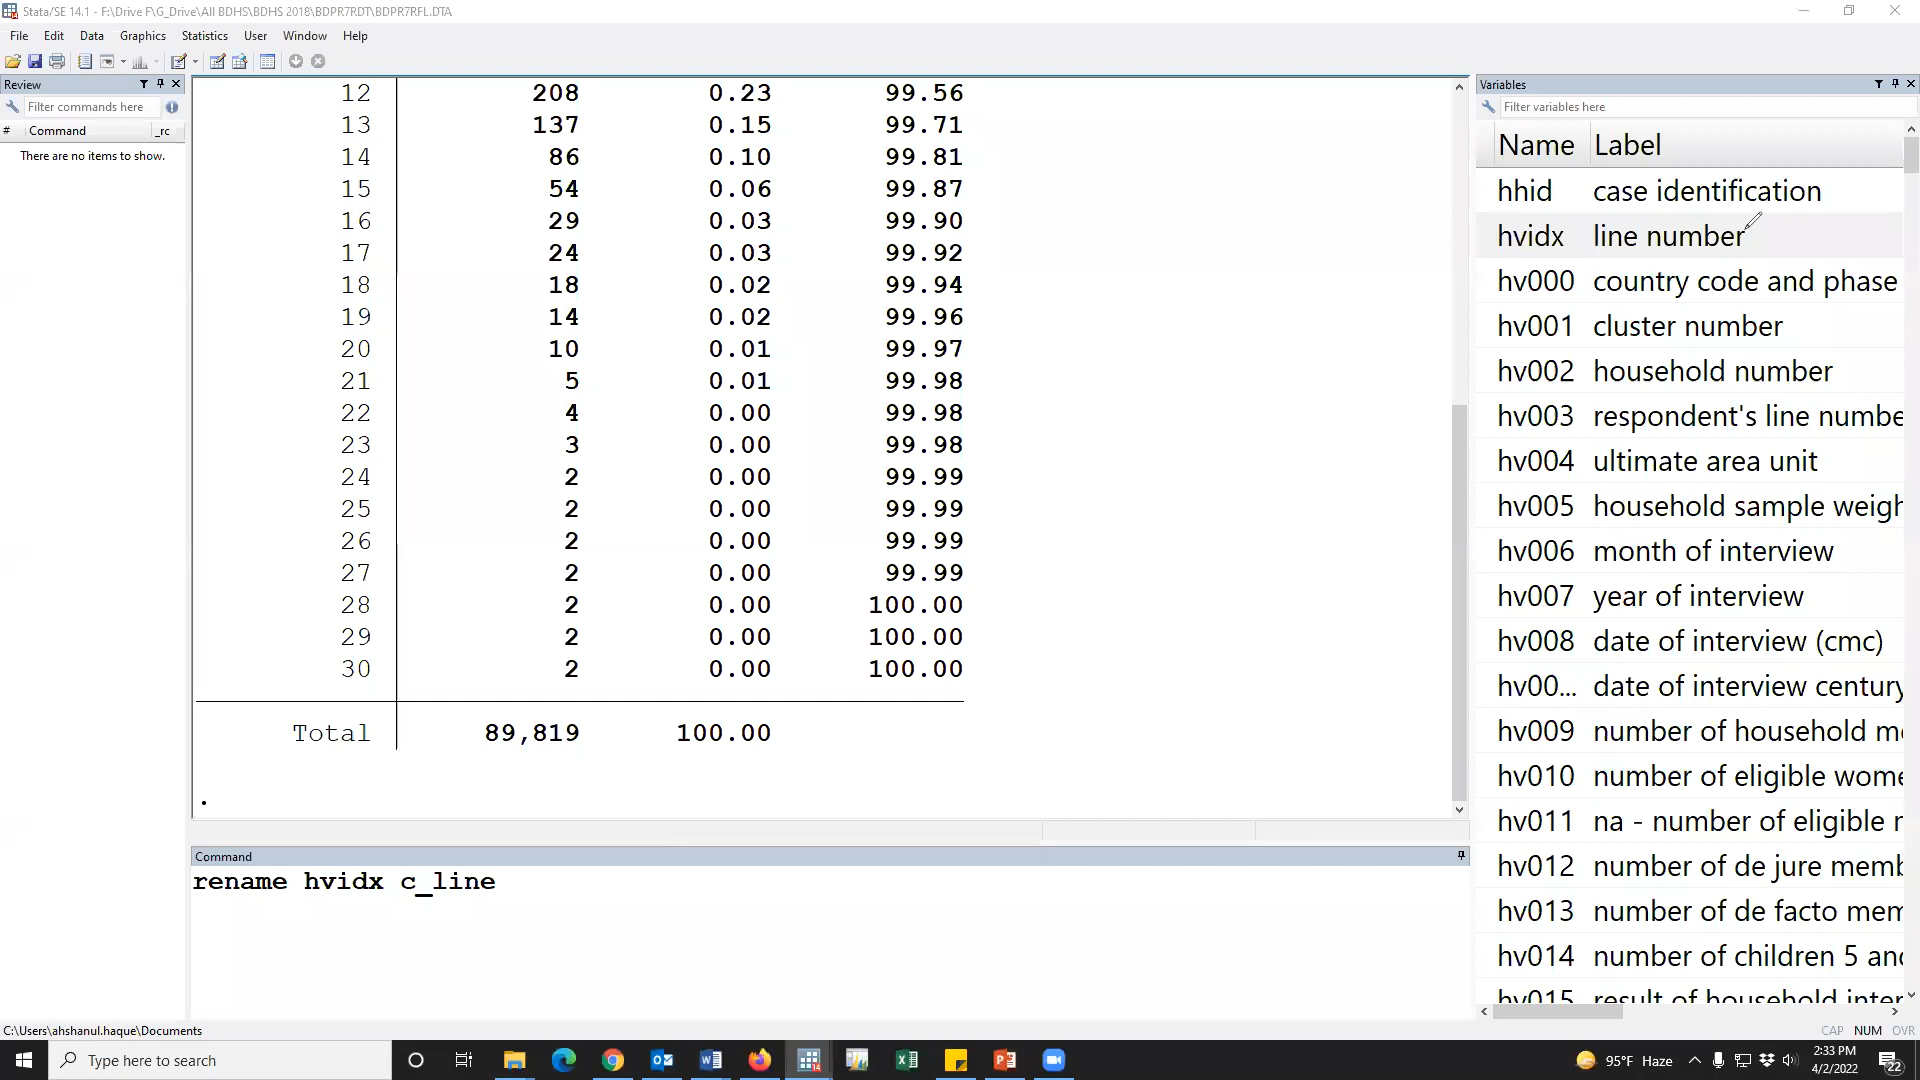 Stata/SE 14.1 - F:\Drive F\G_Drive\All BDHS\BDHS 2018\BDPR7RDT\BDPR7RFL.DTA
File Edit Data Graphics Statistics User Window Help
Review
Filter commands here
# Command _rc
There are no items to show.
12 208 0.23 99.56
13 137 0.15 99.71
14 86 0.10 99.81
15 54 0.06 99.87
16 29 0.03 99.90
17 24 0.03 99.92
18 18 0.02 99.94
19 14 0.02 99.96
20 10 0.01 99.97
21 5 0.01 99.98
22 4 0.00 99.98
23 3 0.00 99.98
24 2 0.00 99.99
25 2 0.00 99.99
26 2 0.00 99.99
27 2 0.00 99.99
28 2 0.00 100.00
29 2 0.00 100.00
30 2 0.00 100.00
Total 89,819 100.00
.
Command
rename hvidx c_line
Variables
Filter variables here
Name Label
hhid case identification
hvidx line number
hv000 country code and phase
hv001 cluster number
hv002 household number
hv003 respondent's line numbe
hv004 ultimate area unit
hv005 household sample weigh
hv006 month of interview
hv007 year of interview
hv008 date of interview (cmc)
hv00... date of interview century
hv009 number of household me
hv010 number of eligible wome
hv011 na - number of eligible r
hv012 number of de jure memb
hv013 number of de facto mem
hv014 number of children 5 and
hv015 result of household inter
C:\Users\ahshanul.haque\Documents
CAP NUM OVR
Type here to search
14
95°F Haze
2:33 PM
4/2/2022
22